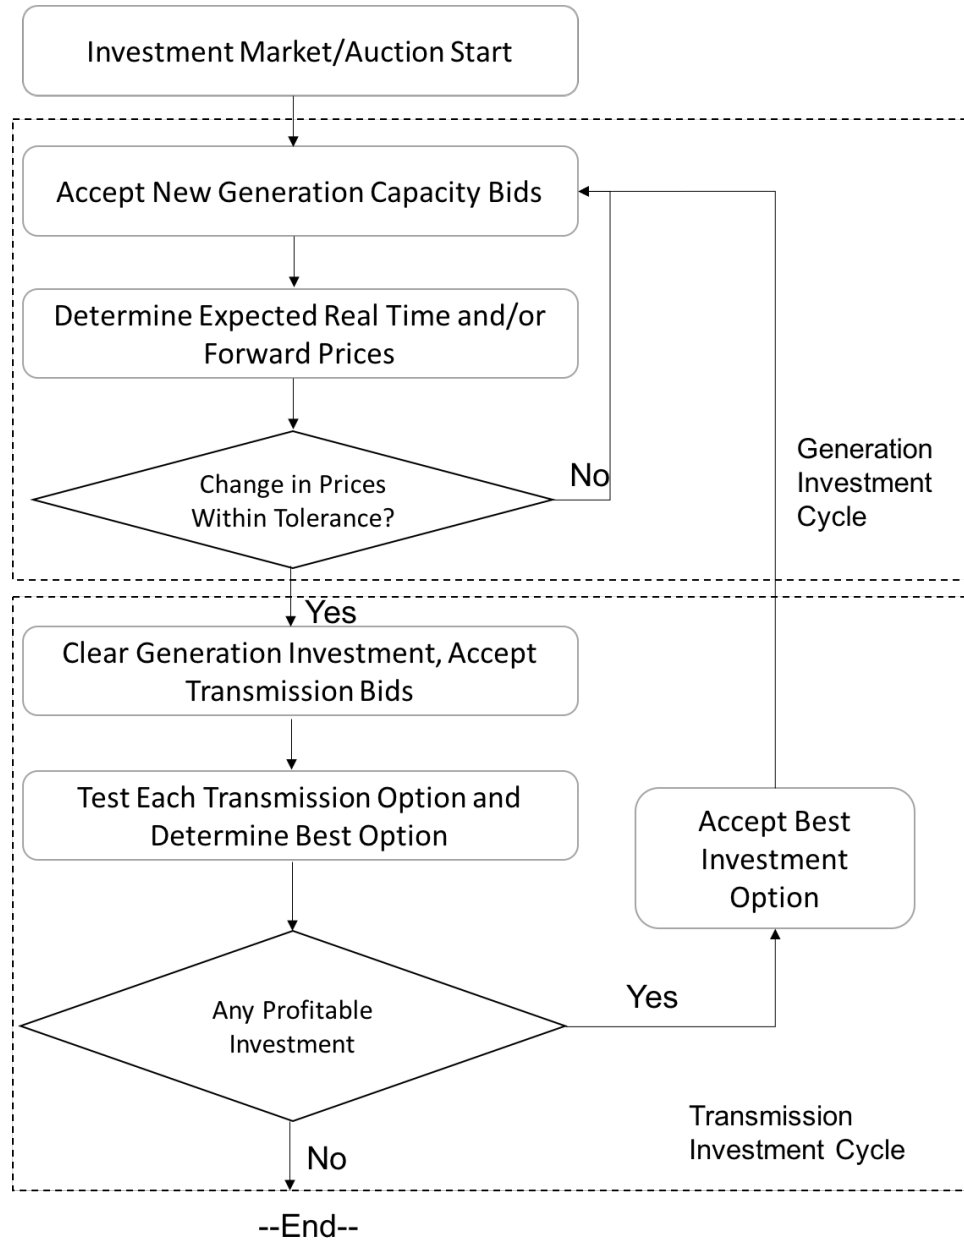 Investment Market/Auction Start
Accept New Generation Capacity Bids
Determine Expected Real Time and/or
Forward Prices
Change in Prices
Within Tolerance?
No
Generation
Investment
Cycle
Yes
Clear Generation Investment, Accept
Transmission Bids
Test Each Transmission Option and
Determine Best Option
Accept Best
Investment
Option
Any Profitable
Investment
Yes
Transmission
Investment Cycle
No
--End--